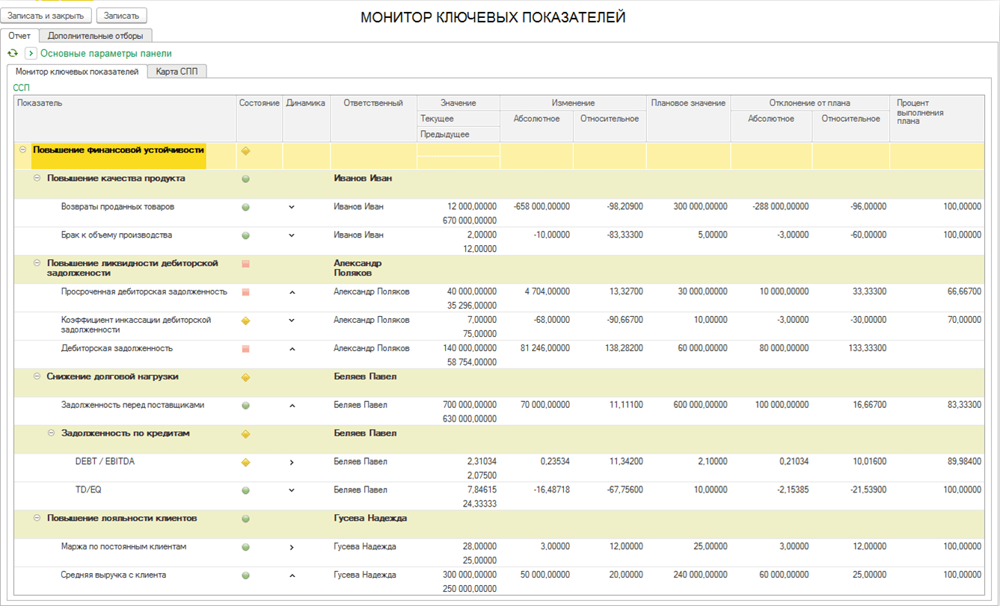 Записать и закрыть Записать МОНИТОР КЛЮЧЕВЫХ ПОКАЗАТЕЛЕЙ
Отчет Дополнительные отборы
Основные параметры панели
Монитор ключевых показателей Карта СПП
ССП
Показатель Состояние Динамика Ответственный Значение Изменение Плановое значение Отклонение от плана Процент
выполнения
плана
Текущее Абсолютное Относительное Абсолютное Относительное
Предыдущее
Повышение финансовой устойчивости
Повышение качества продукта Иванов Иван
Возвраты проданных товаров Иванов Иван 12 000,00000 -658 000,00000 -98,20900 300 000,00000 -288 000,00000 -96,00000 100,00000
670 000,00000
Брак к объему производства Иванов Иван 2,00000 -10,00000 -83,33300 5,00000 -3,00000 -60,00000 100,00000
12,00000
Повышение ликвидности дебиторской Александр
задолжености Поляков
Просроченная дебиторская задолженность Александр Поляков 40 000,00000 4 704,00000 13,32700 30 000,00000 10 000,00000 33,33300 66,66700
35 296,00000
Коэффициент инкассации дебиторской Александр Поляков 7,00000 -68,00000 -90,66700 10,00000 -3,00000 -30,00000 70,00000
задолженности
75,00000
Дебиторская задолженность Александр Поляков 140 000,00000 81 246,00000 138,28200 60 000,00000 80 000,00000 133,33300
58 754,00000
Снижение долговой нагрузки Беляев Павел
Задолженность перед поставщиками Беляев Павел 700 000,00000 70 000,00000 11,11100 600 000,00000 100 000,00000 16,66700 83,33300
630 000,00000
Задолженность по кредитам Беляев Павел
DEBT / EBITDA Беляев Павел 2,31034 0,23534 11,34200 2,10000 0,21034 10,01600 89,98400
2,07500
TD/EQ Беляев Павел 7,84615 -16,48718 -67,75600 10,00000 -2,15385 -21,53900 100,00000
24,33333
Повышение лояльности клиентов Гусева Надежда
Маржа по постоянным клиентам Гусева Надежда 28,00000 3,00000 12,00000 25,00000 3,00000 12,00000 100,00000
25,00000
Средняя выручка с клиента Гусева Надежда 300 000,00000 50 000,00000 20,00000 240 000,00000 60 000,00000 25,00000 100,00000
250 000,00000